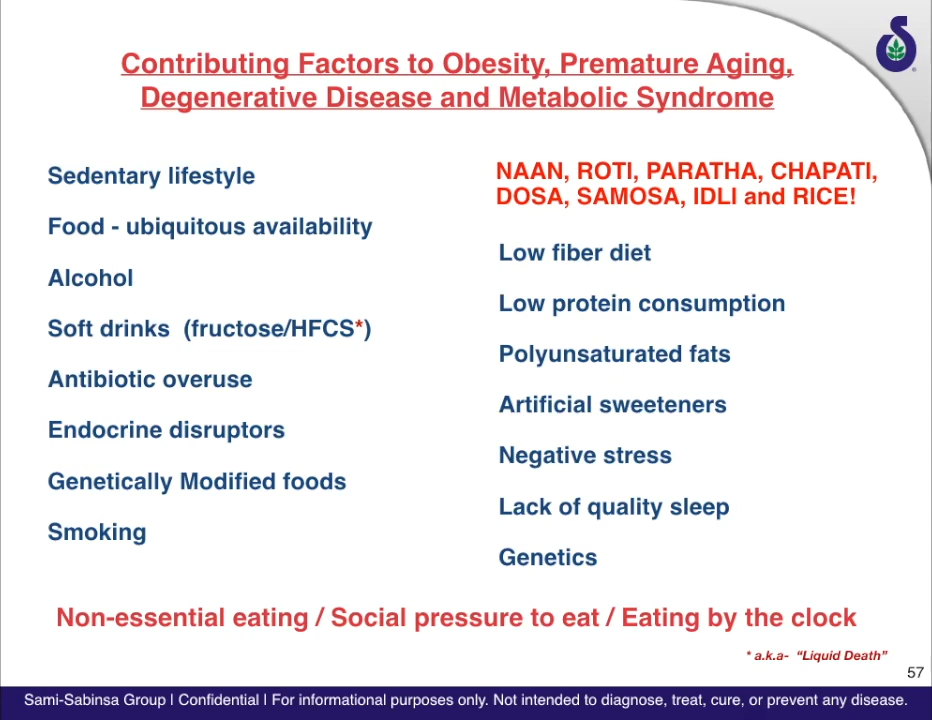 Contributing Factors to Obesity, Premature Aging,
Degenerative Disease and Metabolic Syndrome
Sedentary lifestyle
Food - ubiquitous availability
Alcohol
Soft drinks  (fructose/HFCS*)
Antibiotic overuse
Endocrine disruptors
Genetically Modified foods
Smoking
NAAN, ROTI, PARATHA, CHAPATI,
DOSA, SAMOSA, IDLI and RICE!
Low fiber diet
Low protein consumption
Polyunsaturated fats
Artificial sweeteners
Negative stress
Lack of quality sleep
Genetics
Non-essential eating / Social pressure to eat / Eating by the clock
* a.k.a-  “Liquid Death”
57
Sami-Sabinsa Group | Confidential | For informational purposes only. Not intended to diagnose, treat, cure, or prevent any disease.